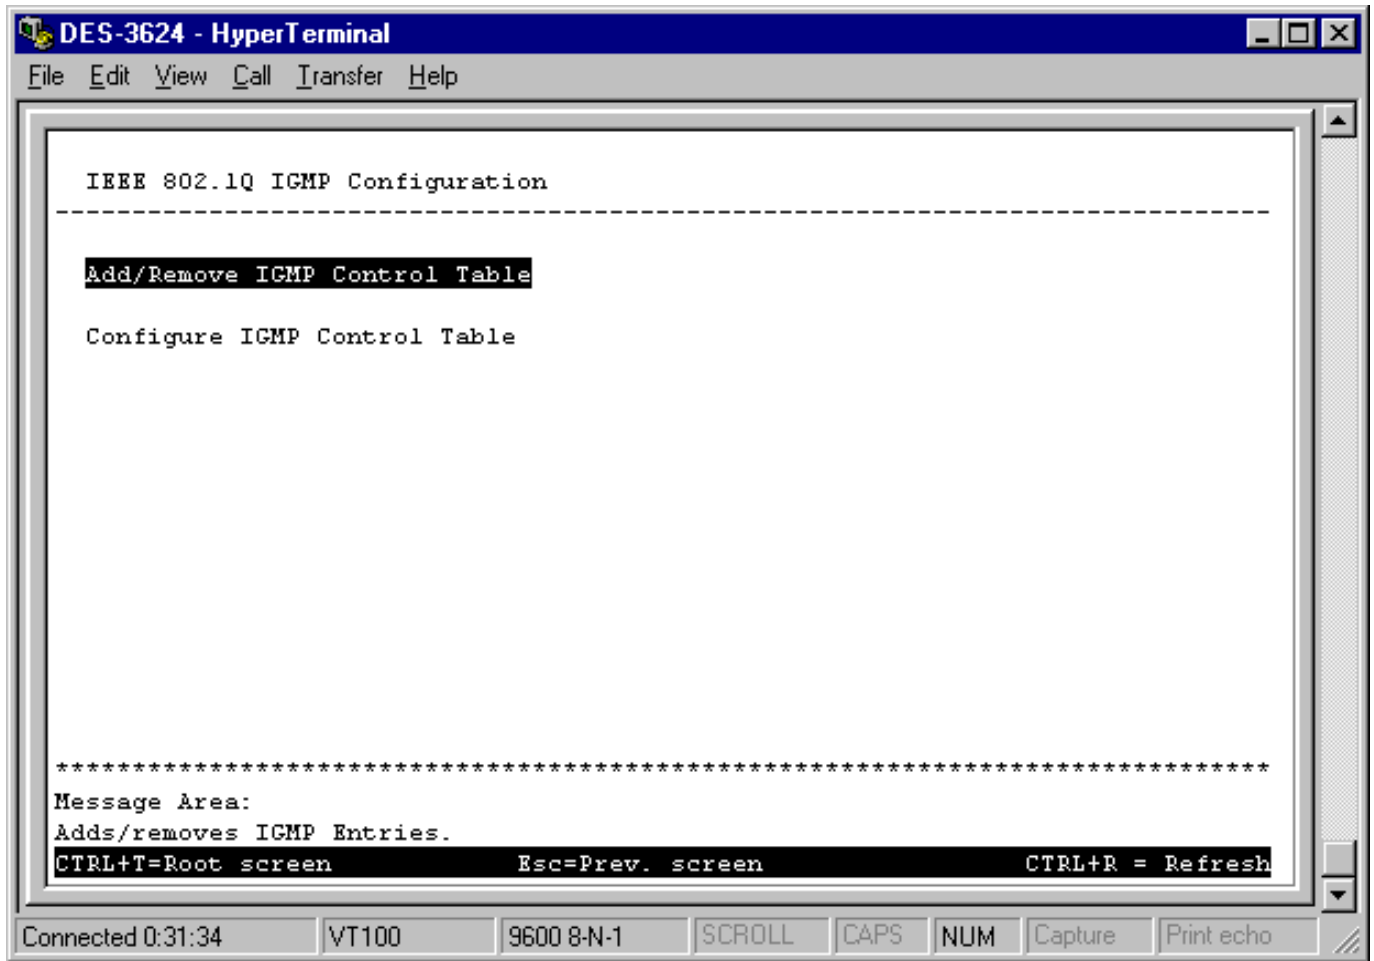 DES-3624 - HyperTerminal
File Edit View Call Transfer Help
IEEE 802.1Q IGMP Configuration
-------------------------------------------------------------------------------
Add/Remove IGMP Control Table
Configure IGMP Control Table
*******************************************************************************
Message Area:
Adds/removes IGMP Entries.
CTRL+T=Root screen Esc=Prev. screen CTRL+R = Refresh
Connected 0:31:34 VT100 9600 8-N-1 SCROLL CAPS NUM Capture Print echo